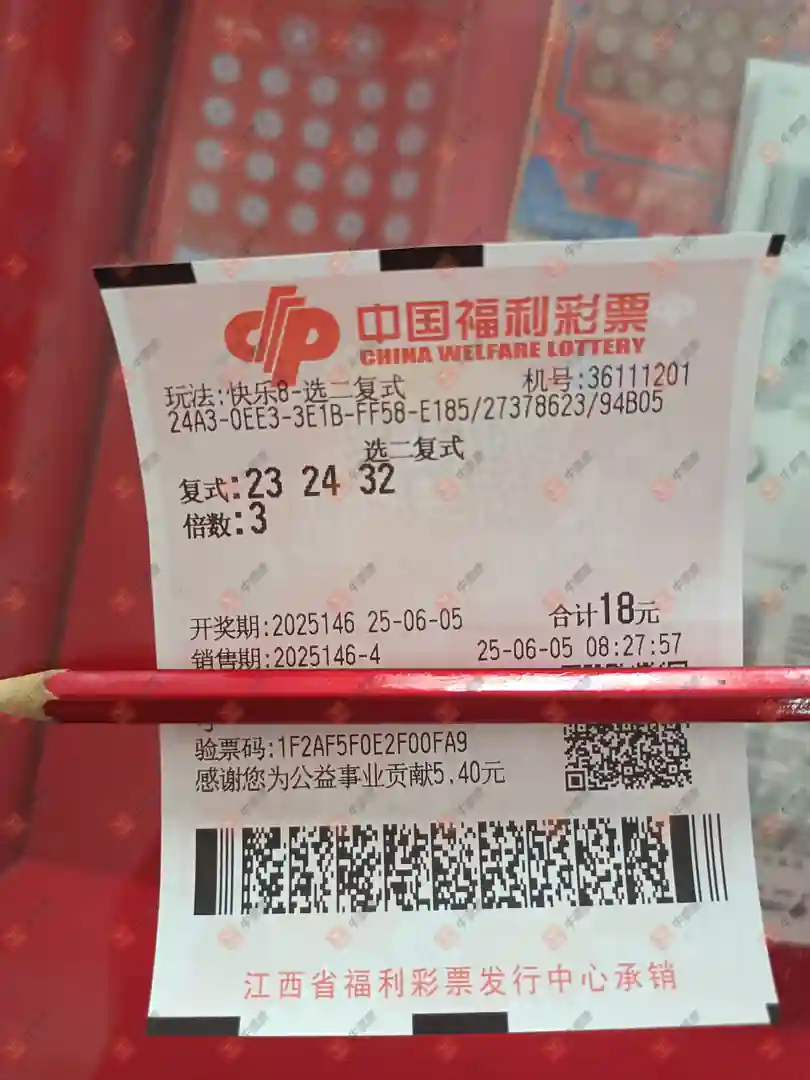 中国福利彩票
CHINA WELFARE LOTTERY
玩法:快乐8-选二复式 机号:36111201
24A3-0EE3-3E1B-FF58-E185/27378623/94B05
选二复式
复式:23 24 32
倍数:3
开奖期:2025146 25-06-05 合计18元
销售期:2025146-4 25-06-05 08:27:57
验票码:1F2AF5F0E2F00FA9
感谢您为公益事业贡献5.40元
江西省福利彩票发行中心承销